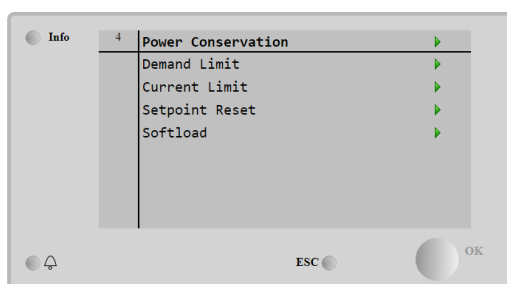 Info
4 Power Conservation
Demand Limit
Current Limit
Setpoint Reset
Softload
ESC
OK